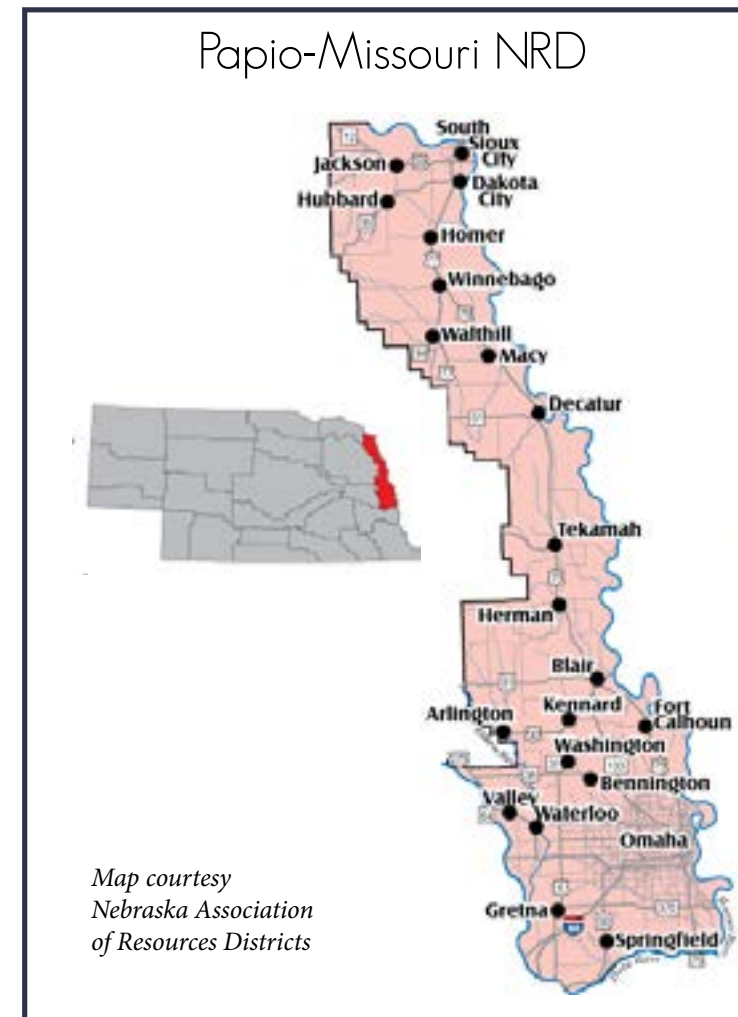 Papio-Missouri NRD
South
Sioux
City
Jackson
Dakota
City
Hubbard
Homer
Winnebago
Walthill
Macy
Decatur
Tekamah
Herman
Blair
Kennard
Fort
Calhoun
Arlington
Washington
Bennington
Valley
Waterloo
Omaha
Gretna
Springfield
Map courtesy
Nebraska Association
of Resources Districts